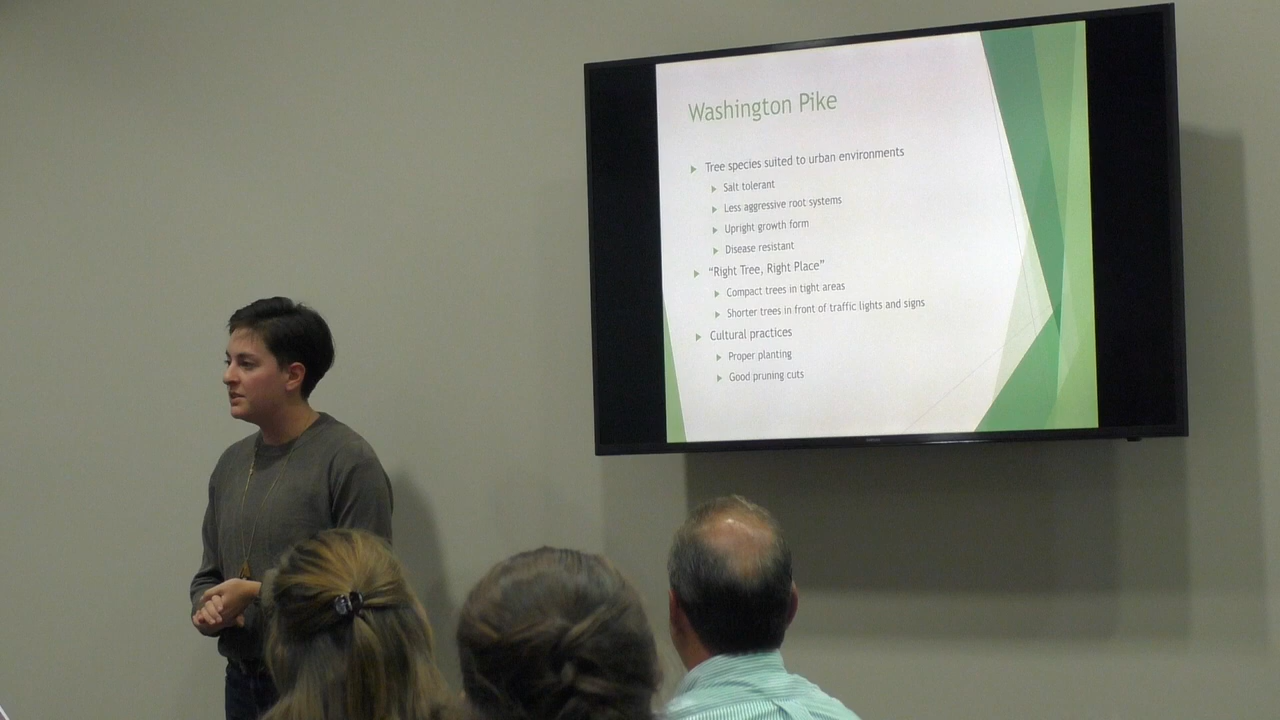 Washington Pike
Tree species suited to urban environments
Salt tolerant
Less aggressive root systems
Upright growth form
Disease resistant
“Right Tree, Right Place”
Compact trees in tight areas
Shorter trees in front of traffic lights and signs
Cultural practices
Proper planting
Good pruning cuts